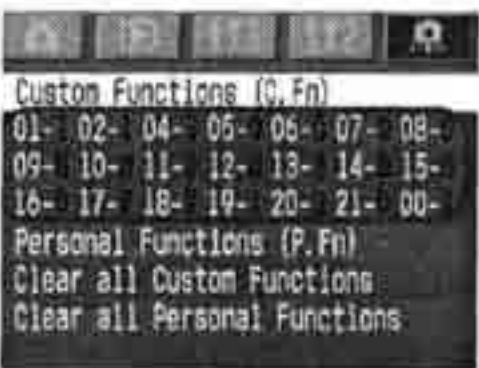 Custom Functions (C.Fn)
01- 02- 04- 05- 06- 07- 08-
09- 10- 11- 12- 13- 14- 15-
16- 17- 18- 19- 20- 21- 00-
Personal Functions (P.Fn)
Clear all Custom Functions
Clear all Personal Functions